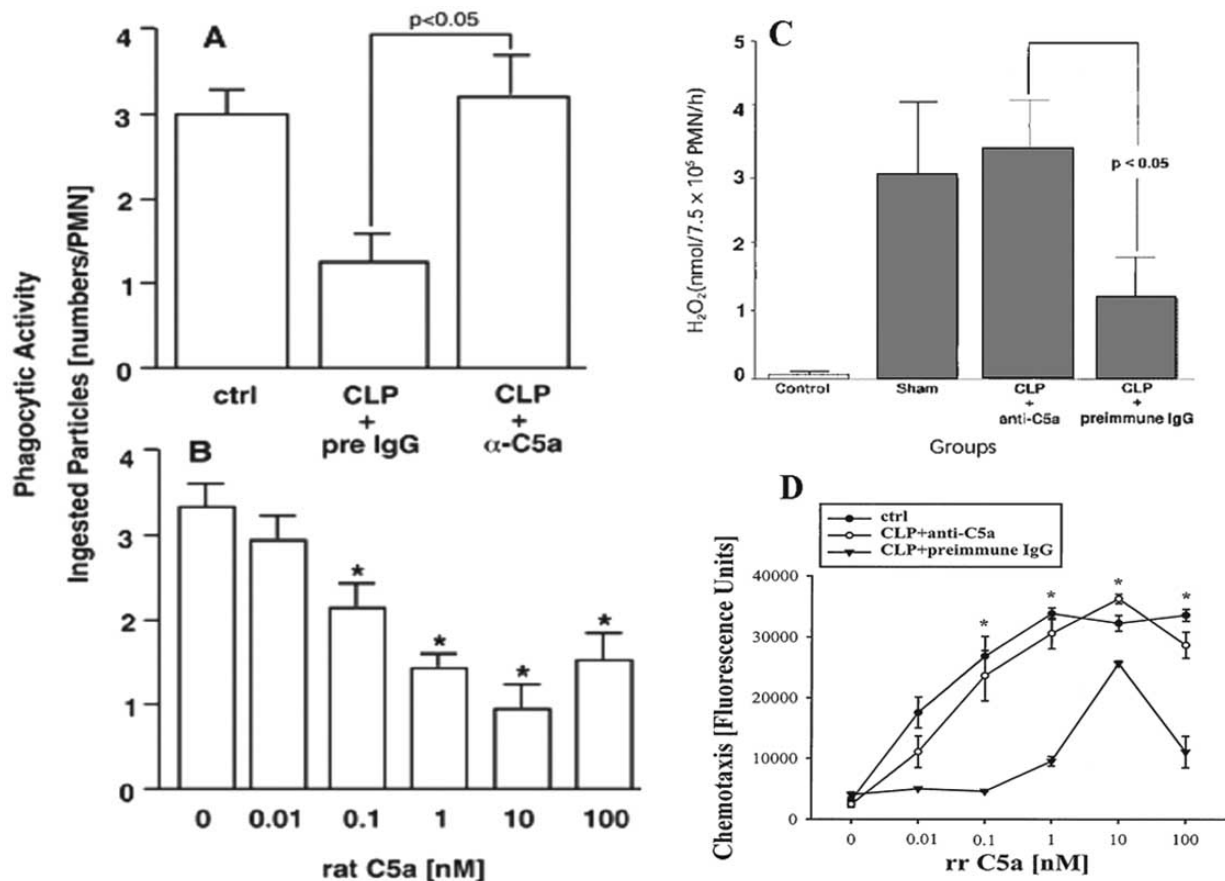 Phagocytic Activity
Ingested Particles [numbers/PMN]
A
p<0.05
4
3
2
1
0
ctrl
CLP
+
pre IgG
CLP
+
α-C5a
B
4
3
2
1
0
*
*
*
*
0 0.01 0.1 1 10 100
rat C5a [nM]
C
H₂O₂(nmol/7.5 x 10⁵ PMN/h)
5
4
3
2
1
0
p < 0.05
Control
Sham
CLP
+
anti-C5a
CLP
+
preimmune IgG
Groups
D
ctrl
CLP+anti-C5a
CLP+preimmune IgG
Chemotaxis [Fluorescence Units]
40000
30000
20000
10000
0
* * * *
0 0.01 0.1 1 10 100
rr C5a [nM]